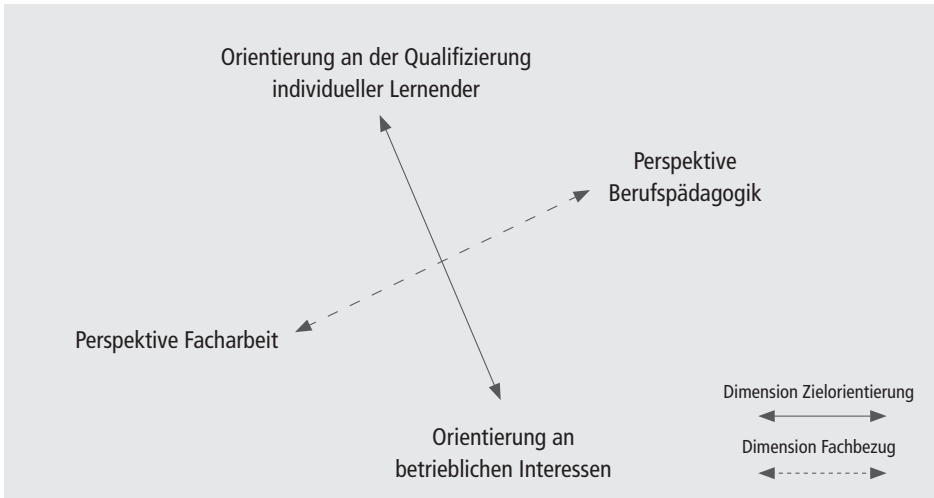 Orientierung an der Qualifizierung
individueller Lernender
Perspektive
Berufspädagogik
Perspektive Facharbeit
Orientierung an
betrieblichen Interessen
Dimension Zielorientierung
Dimension Fachbezug